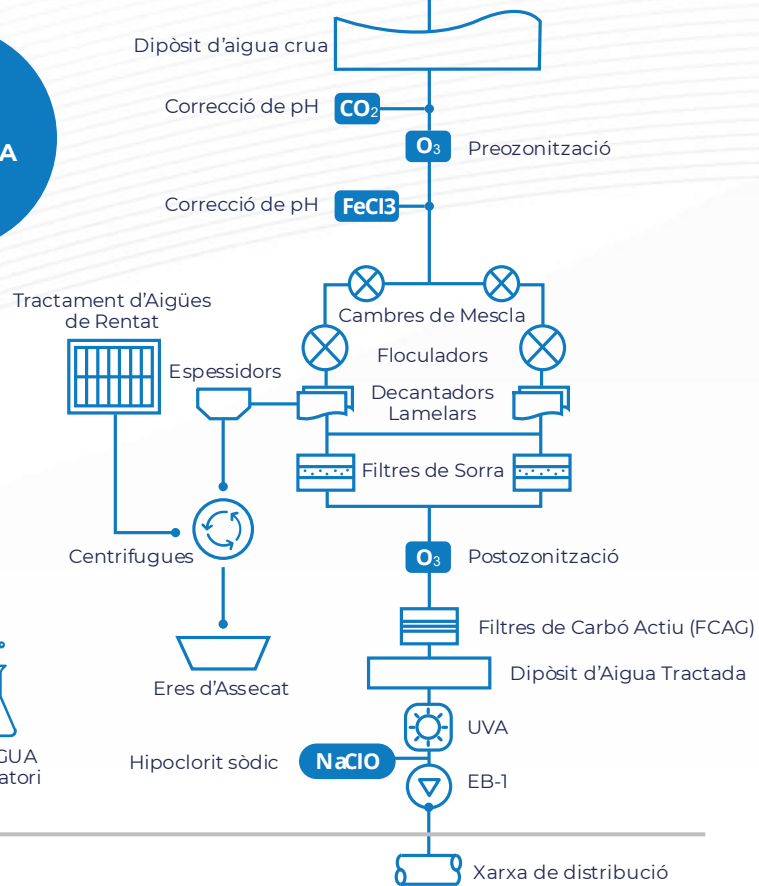 Dipòsit d’aigua crua
Correcció de pH
CO₂
A
O₃
Preozonització
Correcció de pH
FeCl3
Tractament d’Aigües
de Rentat
Cambres de Mescla
Floculadors
Espessidors
Decantadors
Lamelars
Filtres de Sorra
Centrifugues
O₃
Postozonització
Filtres de Carbó Actiu (FCAG)
Eres d’Assecat
Dipòsit d’Aigua Tractada
UVA
GUA
atori
Hipoclorit sòdic
NaClO
EB-1
Xarxa de distribució